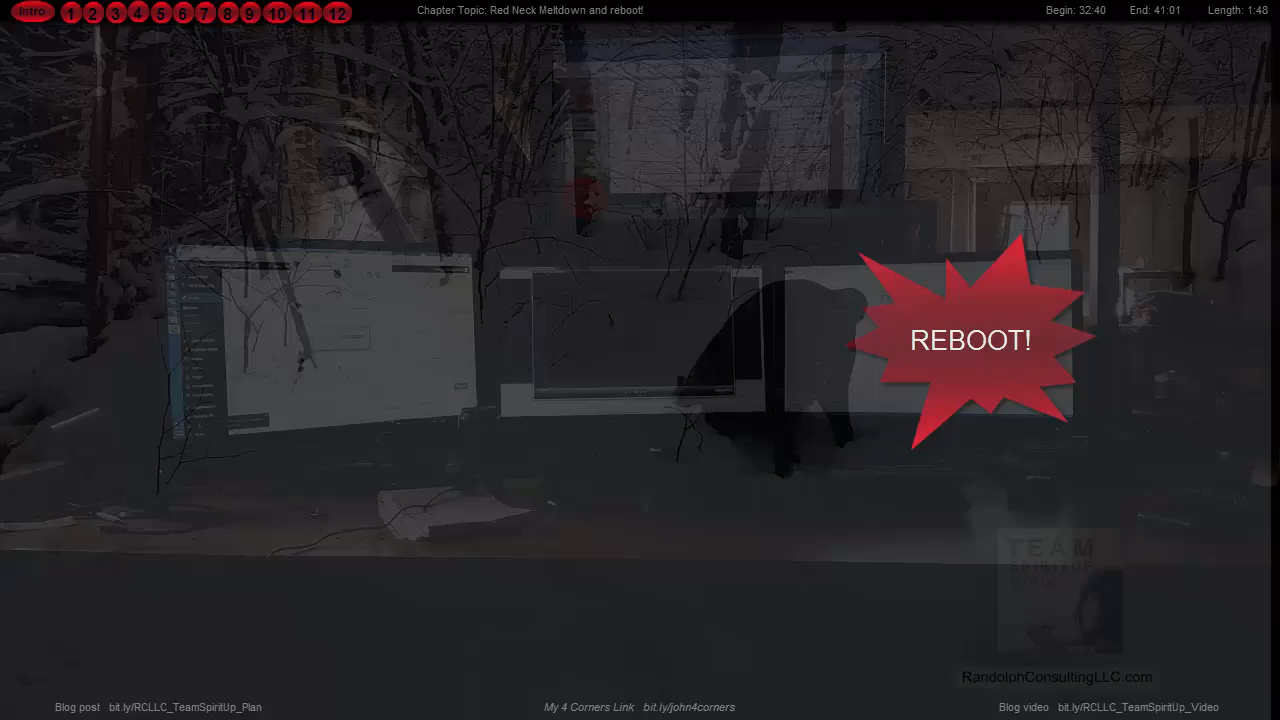 Intro 1 2 3 4 5 6 7 8 9 10 11 12
Chapter Topic: Red Neck Meltdown and reboot!
Begin: 32:40 End: 41:01 Length: 1:48
REBOOT!
TEAM
SPIRITUP
RandolphConsultingLLC.com
Blog post bit.ly/RCLLC_TeamSpiritUp_Plan
My 4 Corners Link bit.ly/john4corners
Blog video bit.ly/RCLLC_TeamSpiritUp_Video